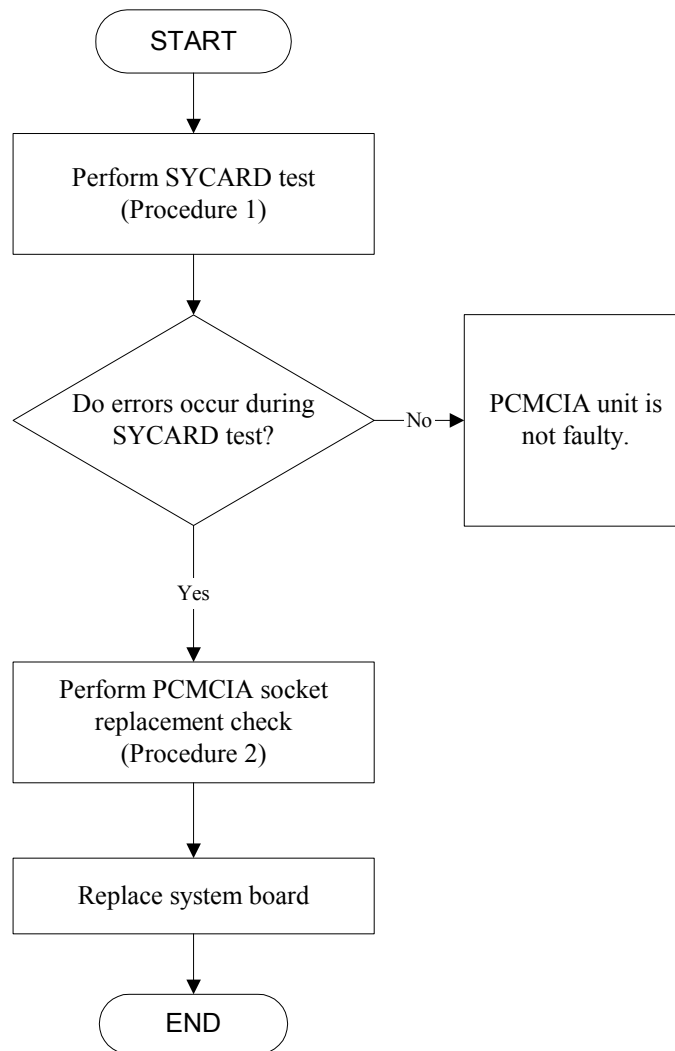 START
Perform SYCARD test
(Procedure 1)
Do errors occur during
SYCARD test?
No
PCMCIA unit is
not faulty.
Yes
Perform PCMCIA socket
replacement check
(Procedure 2)
Replace system board
END